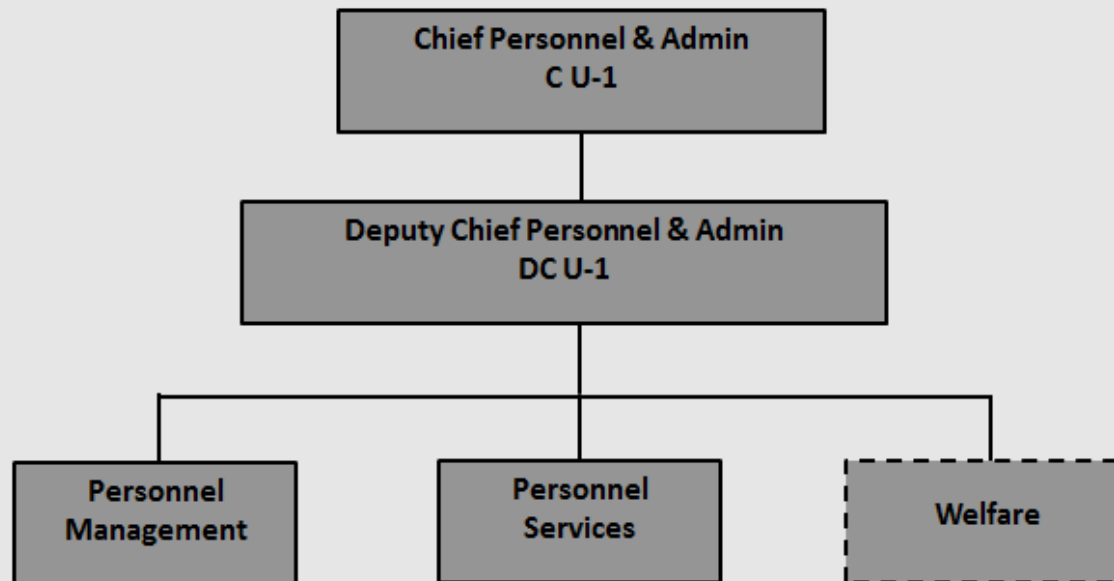 Chief Personnel & Admin
C U-1
Deputy Chief Personnel & Admin
DC U-1
Personnel
Management
Personnel
Services
Welfare